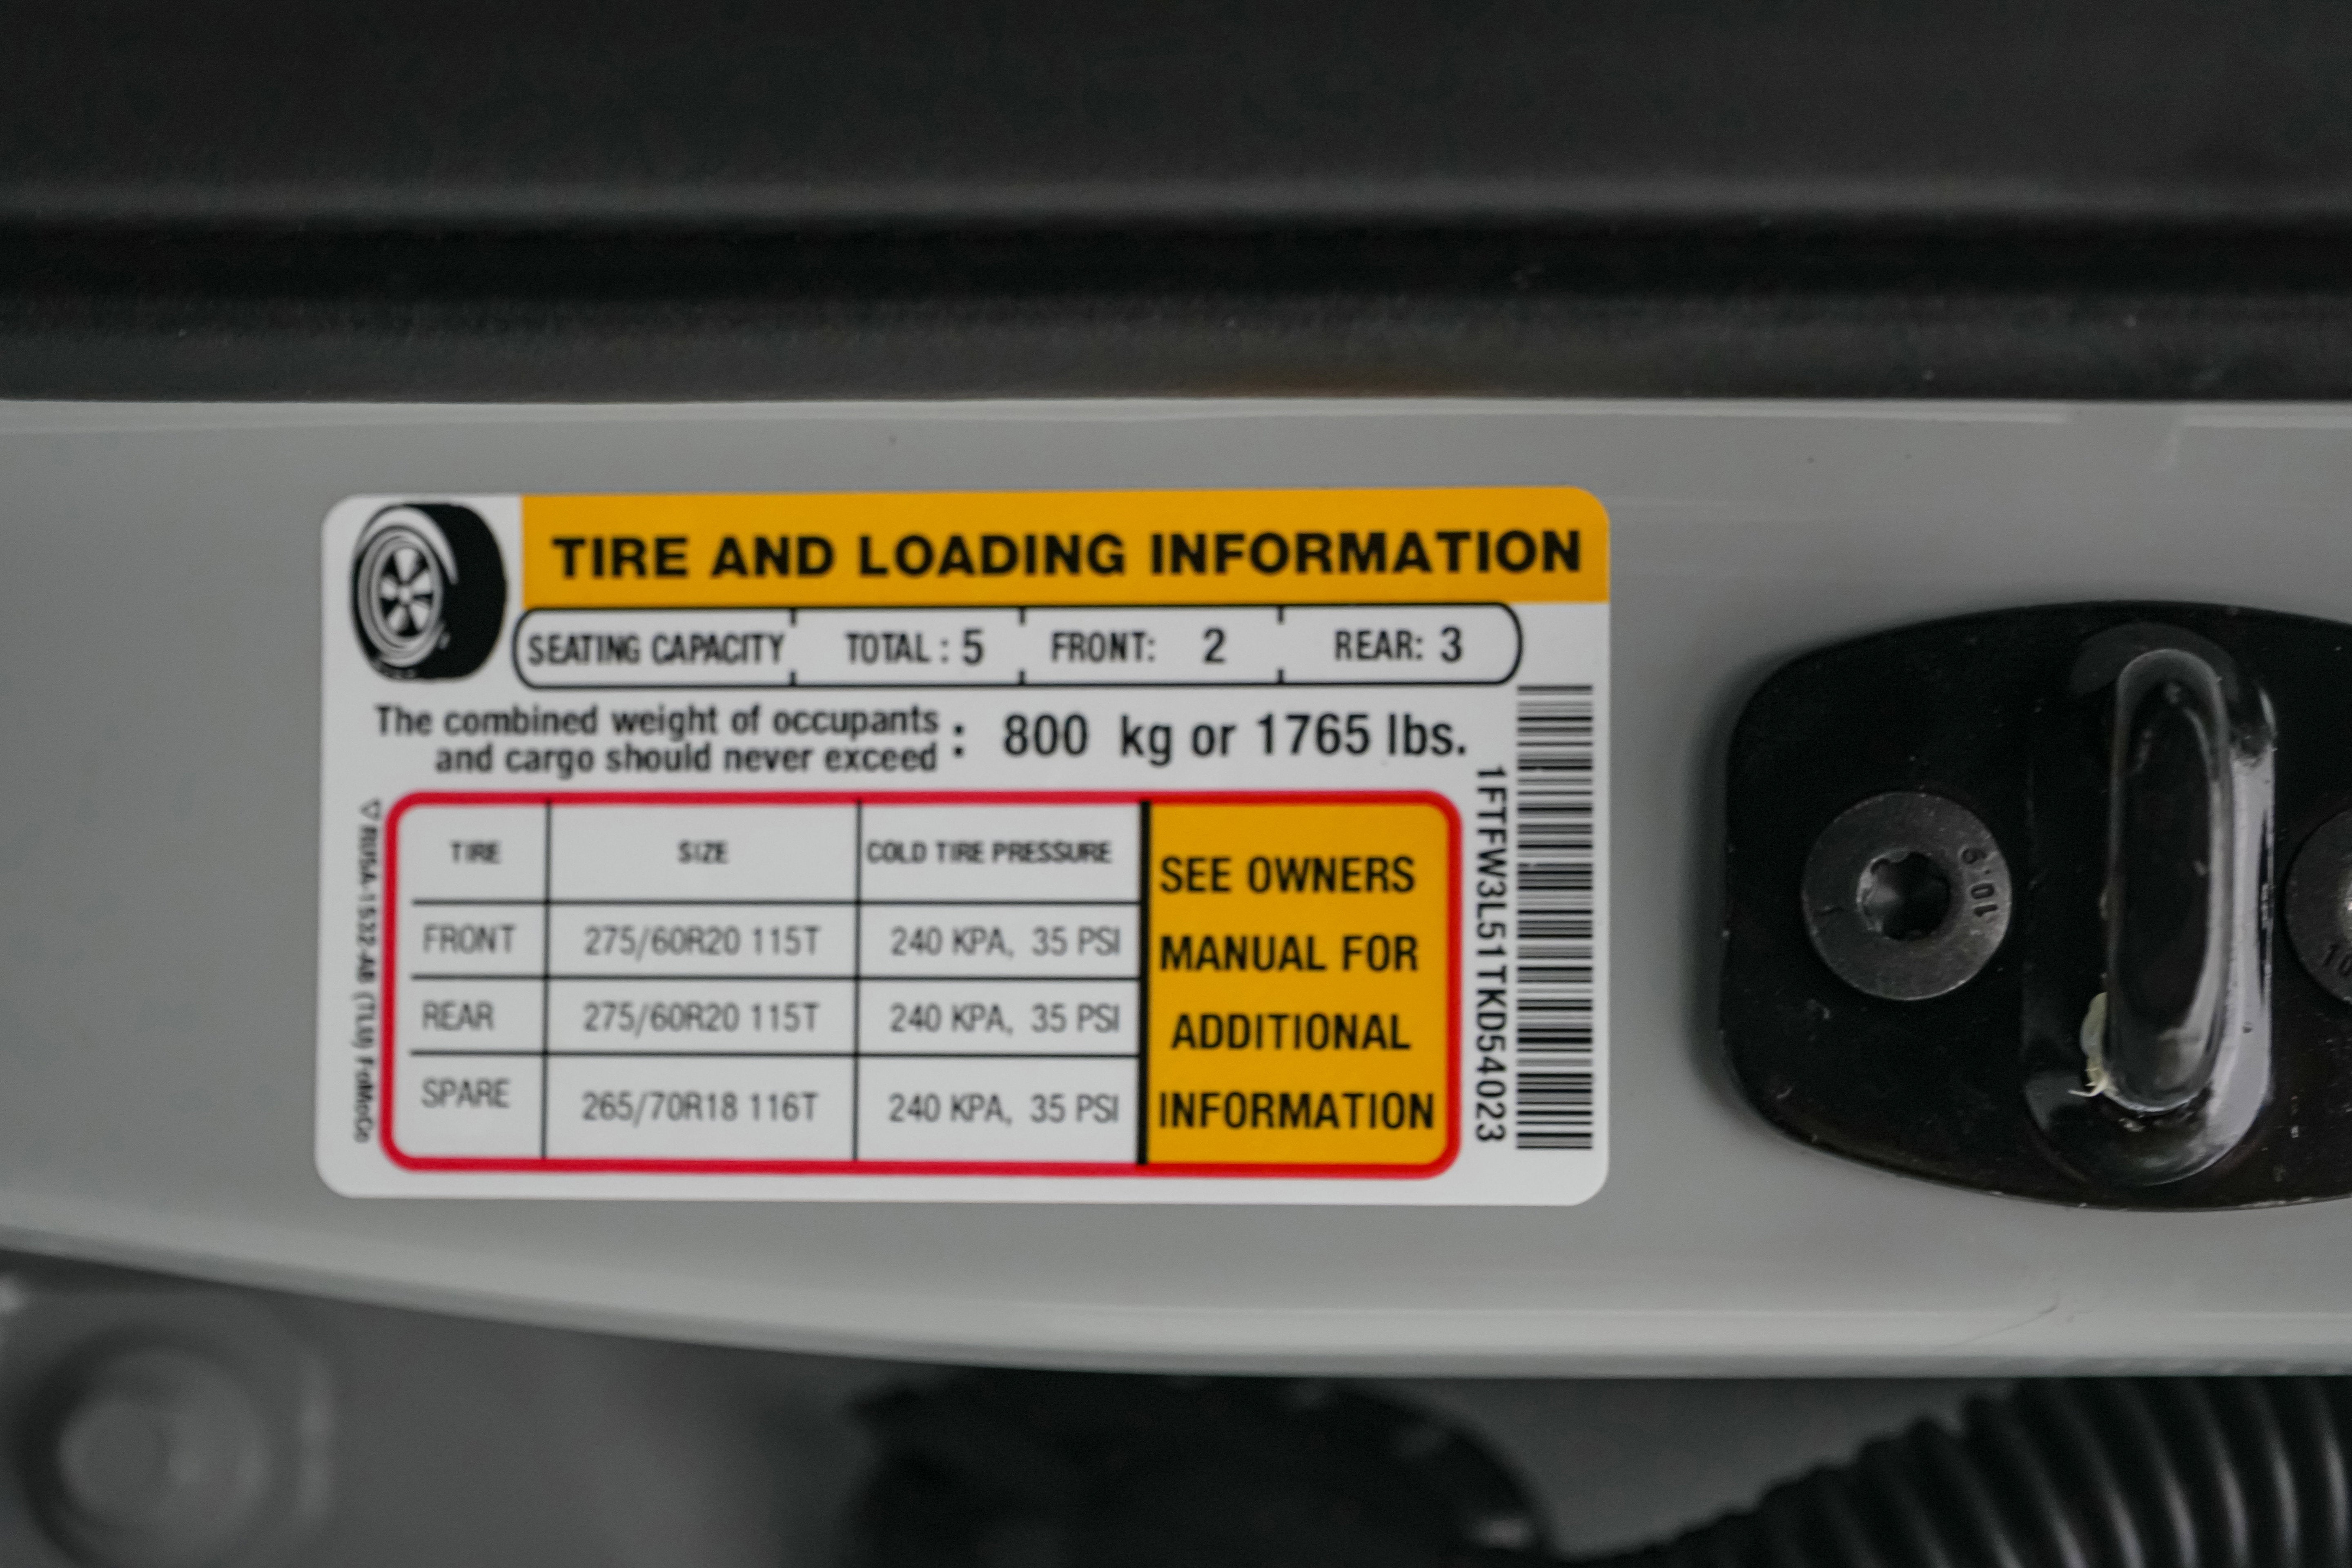 TIRE AND LOADING INFORMATION
SEATING CAPACITY TOTAL : 5 FRONT: 2 REAR: 3
The combined weight of occupants
and cargo should never exceed : 800 kg or 1765 lbs.
TIRE SIZE COLD TIRE PRESSURE
FRONT 275/60R20 115T 240 KPA, 35 PSI
REAR 275/60R20 115T 240 KPA, 35 PSI
SPARE 265/70R18 116T 240 KPA, 35 PSI
SEE OWNERS
MANUAL FOR
ADDITIONAL
INFORMATION
1FTFW3L51TKD54023
10.9